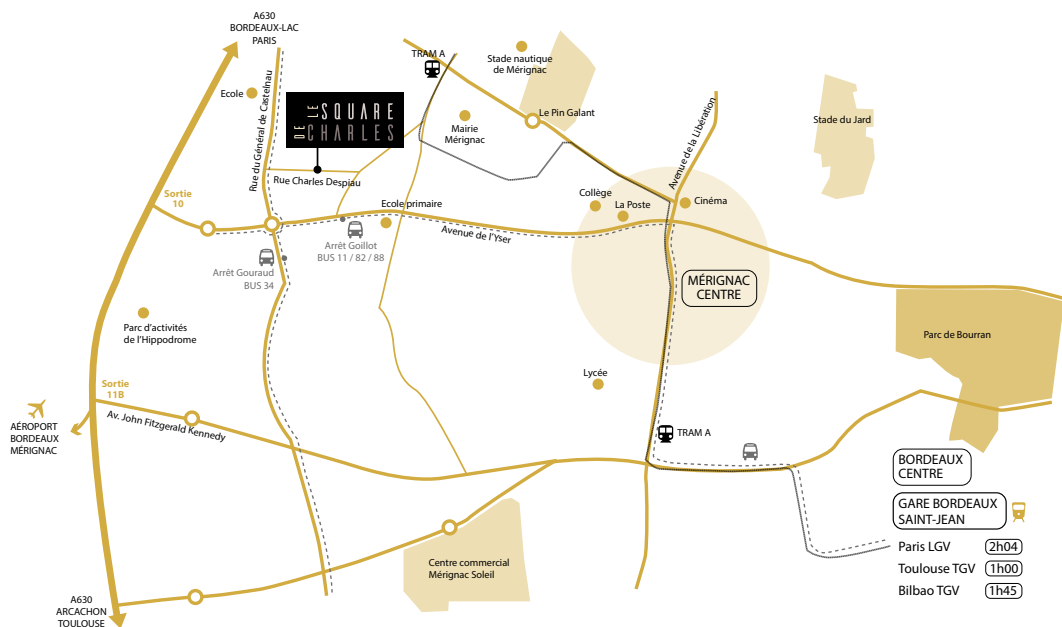 A630
BORDEAUX-LAC
PARIS
TRAM A
Stade nautique
de Mérignac
Ecole
Rue du Général de Castelnau
DE LE
SQUARE
CHARLES
Le Pin Galant
Mairie
Mérignac
Avenue de la Libération
Stade du Jard
Rue Charles Despiau
Sortie
10
Ecole primaire
Collège
La Poste
Cinéma
Avenue de l'Yser
Arrêt Goillot
BUS 11 / 82 / 88
Arrêt Gouraud
BUS 34
MÉRIGNAC
CENTRE
Parc d'activités
de l'Hippodrome
Parc de Bourran
Lycée
Sortie
11B
Av. John Fitzgerald Kennedy
AÉROPORT
BORDEAUX
MÉRIGNAC
TRAM A
BORDEAUX
CENTRE
GARE BORDEAUX
SAINT-JEAN
Paris LGV 2h04
Toulouse TGV 1h00
Bilbao TGV 1h45
Centre commercial
Mérignac Soleil
A630
ARCACHON
TOULOUSE